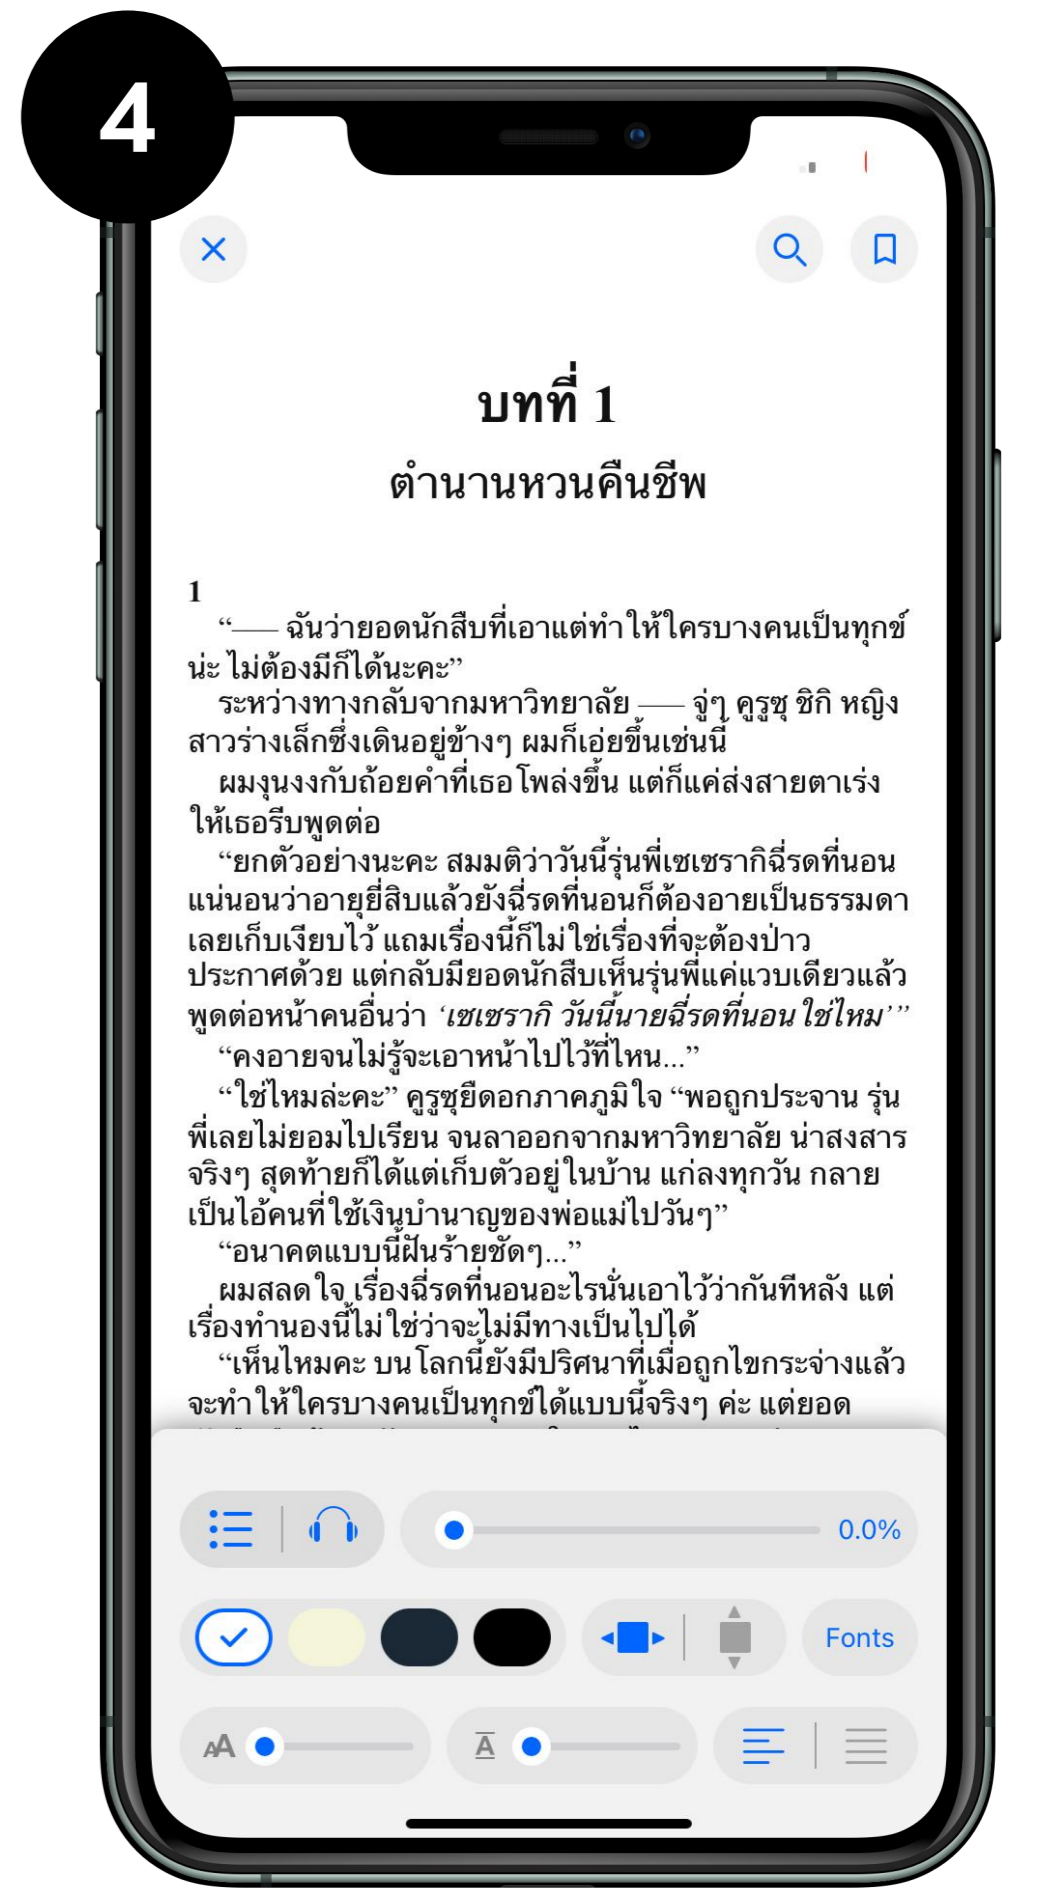 4
บทที่ 1
ตำนานหวนคืนชีพ
1
“—– ฉันว่ายอดนักสืบที่เอาแต่ทำให้ใครบางคนเป็นทุกข์
น่ะ ไม่ต้องมีก็ได้นะคะ”
ระหว่างทางกลับจากมหาวิทยาลัย —– จู่ๆ คูรูซุ ชิกิ หญิง
สาวร่างเล็กซึ่งเดินอยู่ข้างๆ ผมก็เอ่ยขึ้นเช่นนี้
ผมงุนงงกับถ้อยคำที่เธอโพล่งขึ้น แต่ก็แค่ส่งสายตาเร่ง
ให้เธอรีบพูดต่อ
“ยกตัวอย่างนะคะ สมมติว่าวันนี้รุ่นพี่เซเซรากิฉี่รดที่นอน
แน่นอนว่าอายุยี่สิบแล้วยังฉี่รดที่นอนก็ต้องอายเป็นธรรมดา
เลยเก็บเงียบไว้ แถมเรื่องนี้ก็ไม่ใช่เรื่องที่จะต้องป่าว
ประกาศด้วย แต่กลับมียอดนักสืบเห็นรุ่นพี่แค่แวบเดียวแล้ว
พูดต่อหน้าคนอื่นว่า ‘เซเซรากิ วันนี้นายฉี่รดที่นอนใช่ไหม’”
“คงอายจนไม่รู้จะเอาหน้าไปไว้ที่ไหน...”
“ใช่ไหมล่ะคะ” คูรูซุยืดอกภาคภูมิใจ “พอถูกประจาน รุ่น
พี่เลยไม่ยอมไปเรียน จนลาออกจากมหาวิทยาลัย น่าสงสาร
จริงๆ สุดท้ายก็ได้แต่เก็บตัวอยู่ในบ้าน แก่ลงทุกวัน กลาย
เป็นไอ้คนที่ใช้เงินบำนาญของพ่อแม่ไปวันๆ”
“อนาคตแบบนี้ฝันร้ายชัดๆ...”
ผมสลดใจ เรื่องฉี่รดที่นอนอะไรนั่นเอาไว้ว่ากันทีหลัง แต่
เรื่องทำนองนี้ไม่ใช่ว่าจะไม่มีทางเป็นไปได้
“เห็นไหมคะ บนโลกนี้ยังมีปริศนาที่เมื่อถูกไขกระจ่างแล้ว
จะทำให้ใครบางคนเป็นทุกข์ได้แบบนี้จริงๆ ค่ะ แต่ยอด
0.0%
Fonts
AA
A